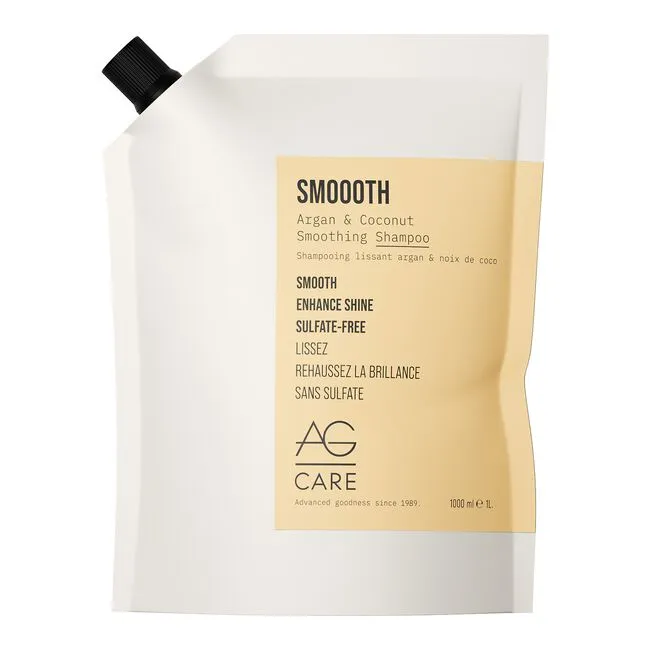 SMOOOTH
Argan & Coconut
Smoothing Shampoo
Shampooing lissant argan & noix de coco
SMOOTH
ENHANCE SHINE
SULFATE-FREE
LISSEZ
REHAUSSEZ LA BRILLANCE
SANS SULFATE
AG
CARE
Advanced goodness since 1989.
1000 ml ℮ 1L.